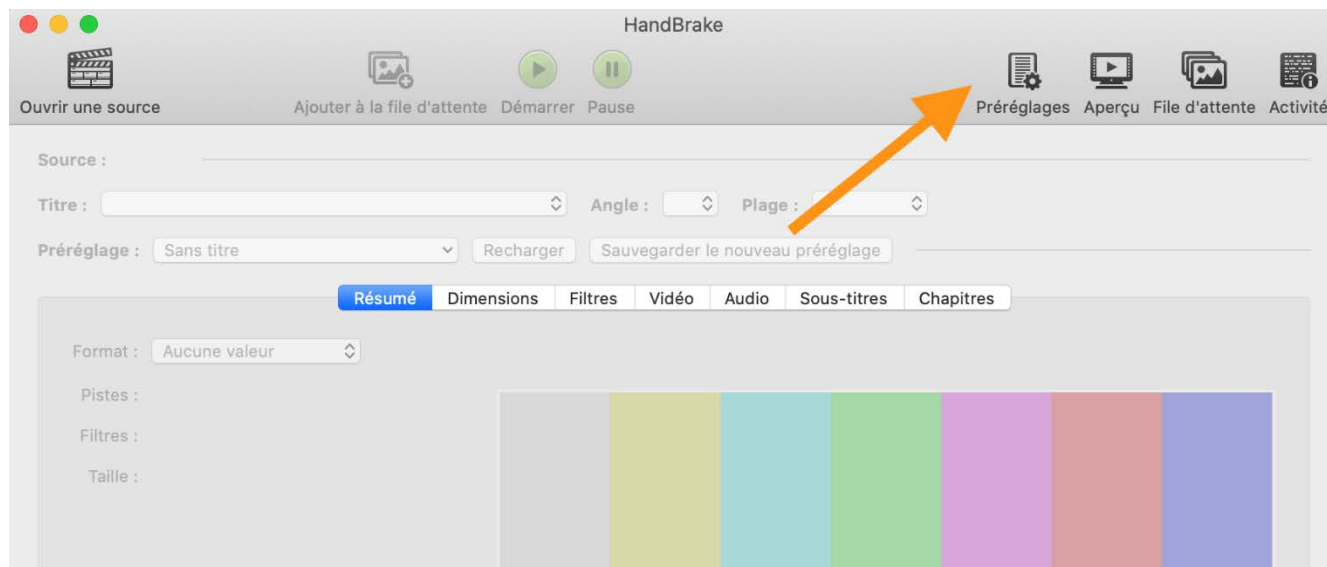 HandBrake
Ouvrir une source Ajouter à la file d'attente Démarrer Pause Préréglages Aperçu File d'attente Activité
Source :
Titre : Angle : Plage :
Préréglage : Sans titre Recharger Sauvegarder le nouveau préréglage
Résumé Dimensions Filtres Vidéo Audio Sous-titres Chapitres
Format : Aucune valeur
Pistes :
Filtres :
Taille :